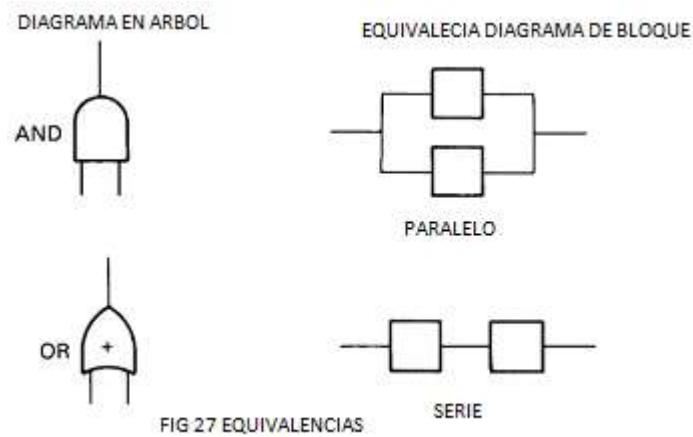 DIAGRAMA EN ARBOL
EQUIVALECIA DIAGRAMA DE BLOQUE
AND
PARALELO
OR
+
SERIE
FIG 27 EQUIVALENCIAS